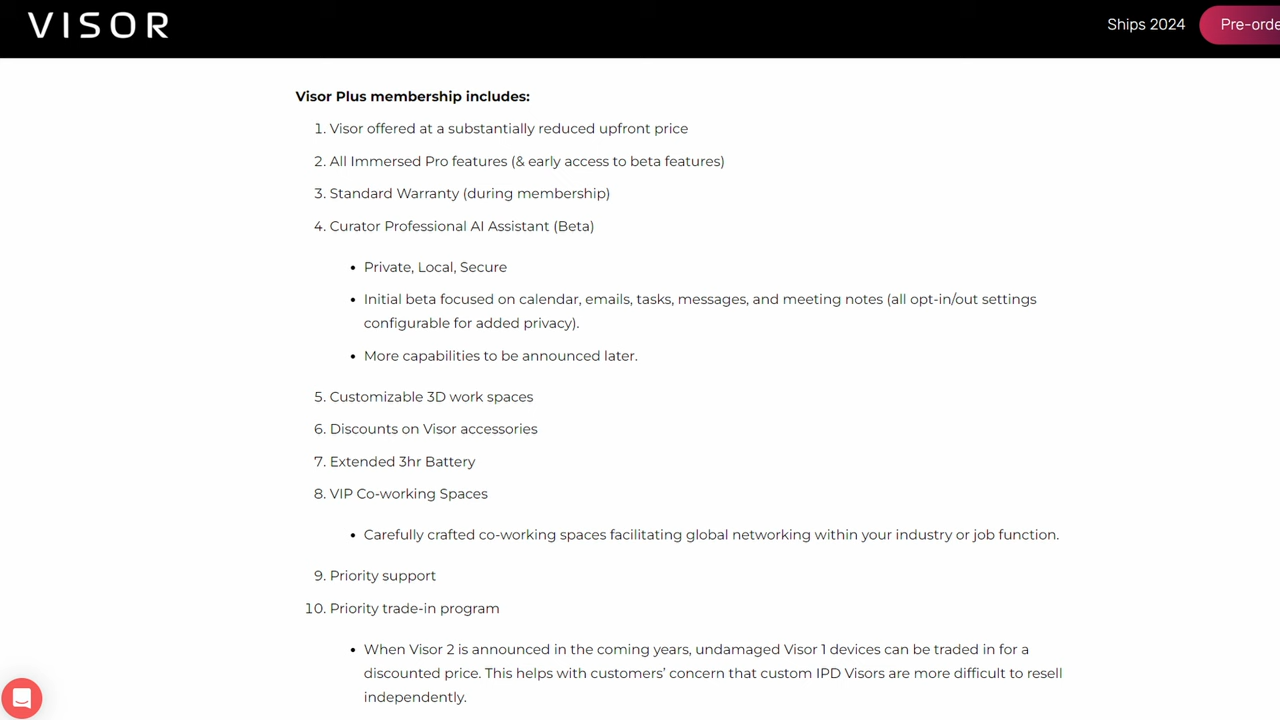 VISOR
Ships 2024
Pre-orde
Visor Plus membership includes:
1. Visor offered at a substantially reduced upfront price
2. All Immersed Pro features (& early access to beta features)
3. Standard Warranty (during membership)
4. Curator Professional AI Assistant (Beta)
• Private, Local, Secure
• Initial beta focused on calendar, emails, tasks, messages, and meeting notes (all opt-in/out settings
configurable for added privacy).
• More capabilities to be announced later.
5. Customizable 3D work spaces
6. Discounts on Visor accessories
7. Extended 3hr Battery
8. VIP Co-working Spaces
• Carefully crafted co-working spaces facilitating global networking within your industry or job function.
9. Priority support
10. Priority trade-in program
• When Visor 2 is announced in the coming years, undamaged Visor 1 devices can be traded in for a
discounted price. This helps with customers’ concern that custom IPD Visors are more difficult to resell
independently.